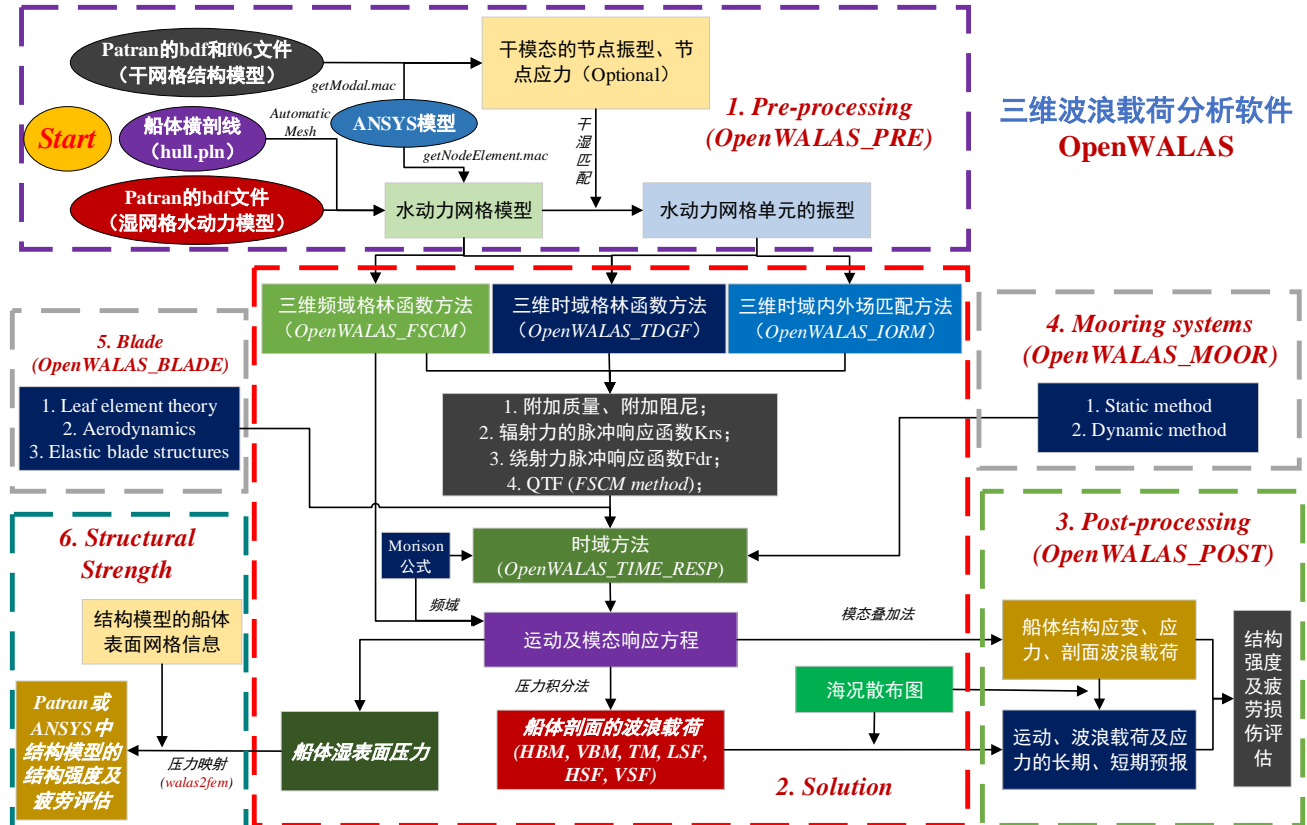 Patran的bdf和f06文件
（干网格结构模型）
干模态的节点振型、节
点应力（Optional）
getModal.mac
1. Pre-processing
(OpenWALAS_PRE)
三维波浪载荷分析软件
OpenWALAS
Start
船体横剖线
（hull.pln）
Automatic
Mesh
ANSYS模型
getNodeElement.mac
干
湿
匹
配
Patran的bdf文件
（湿网格水动力模型）
水动力网格模型
水动力网格单元的振型
三维频域格林函数方法
（OpenWALAS_FSCM）
三维时域格林函数方法
（OpenWALAS_TDGF）
三维时域内外场匹配方法
（OpenWALAS_IORM）
5. Blade
(OpenWALAS_BLADE)
1. Leaf element theory
2. Aerodynamics
3. Elastic blade structures
4. Mooring systems
(OpenWALAS_MOOR)
1. Static method
2. Dynamic method
1. 附加质量、附加阻尼；
2. 辐射力的脉冲响应函数Krs；
3. 绕射力脉冲响应函数Fdr；
4. QTF (FSCM method)；
6. Structural
Strength
Morison
公式
时域方法
(OpenWALAS_TIME_RESP)
3. Post-processing
(OpenWALAS_POST)
频域
结构模型的船体
表面网格信息
运动及模态响应方程
模态叠加法
船体结构应变、应
力、剖面波浪载荷
结构
强度
及疲
劳损
伤评
估
压力积分法
海况散布图
Patran或
ANSYS中
结构模型的
结构强度及
疲劳评估
压力映射
(walas2fem)
船体湿表面压力
船体剖面的波浪载荷
(HBM, VBM, TM, LSF,
HSF, VSF)
运动、波浪载荷及应
力的长期、短期预报
2. Solution